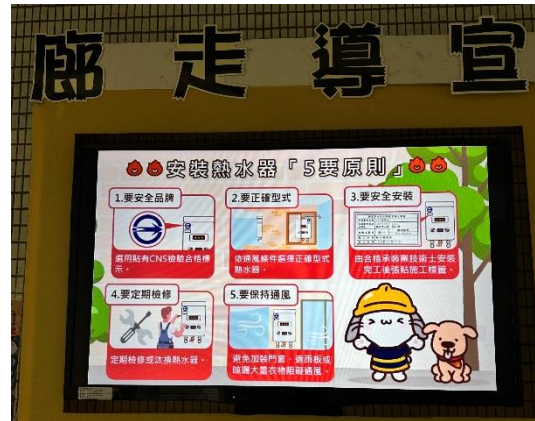 廊走導宣
安裝熱水器「5要原則」
1.要安全品牌
選用貼有CNS檢驗合格標
示。
2.要正確型式
依通風條件選擇正確型式
熱水器。
3.要安全安裝
由合格承裝業技術士安裝
完工後張貼施工標籤。
4.要定期檢修
定期檢修或汰換熱水器。
5.要保持通風
避免加裝門窗、遮雨板或
晾曬大量衣物阻礙通風。